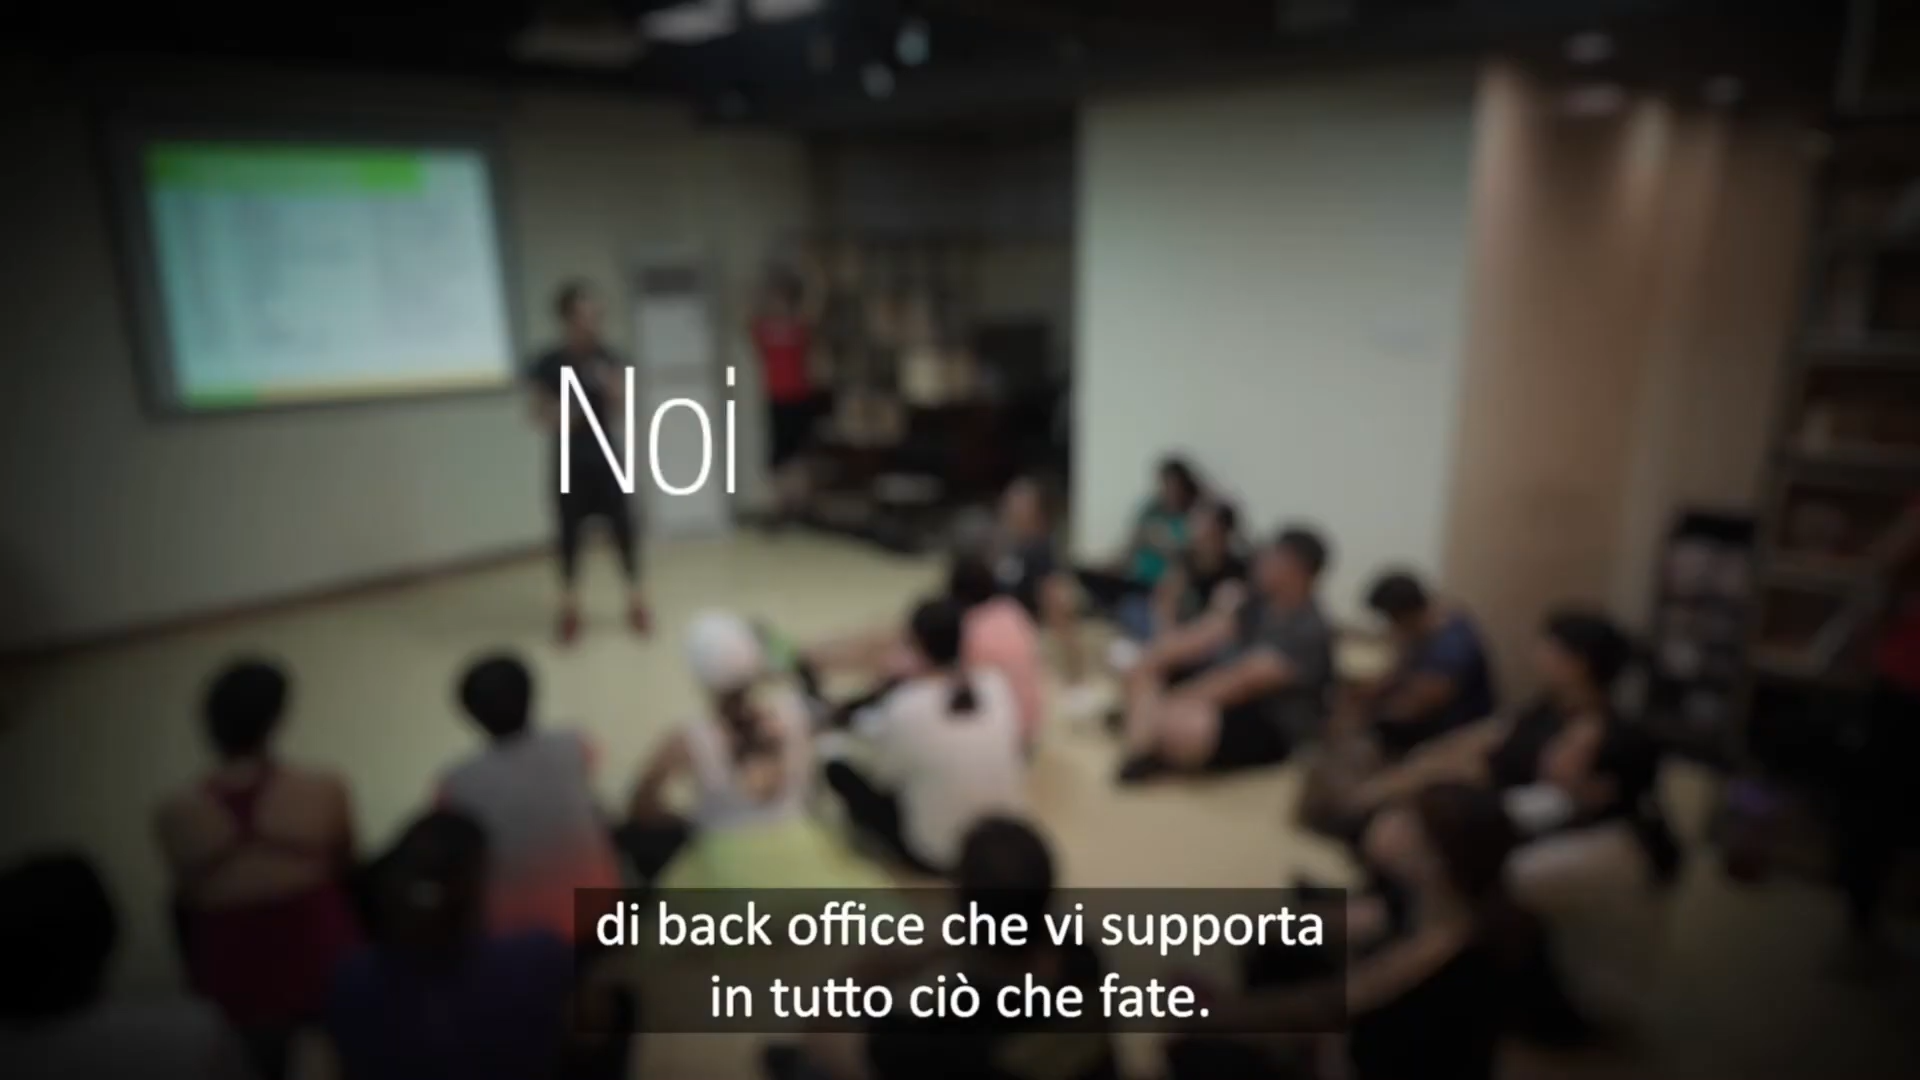 Noi
di back office che vi supporta
in tutto ciò che fate.